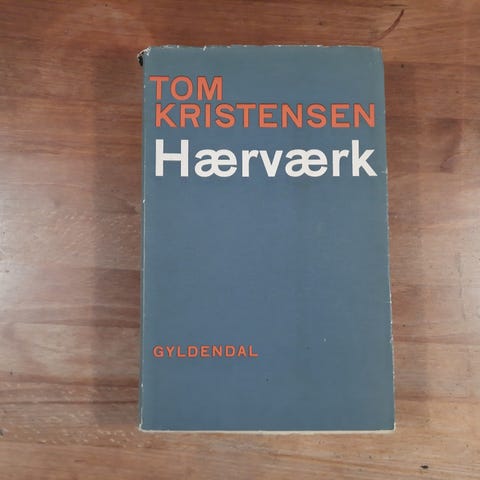 TOM
KRISTENSEN
Hærværk
GYLDENDAL